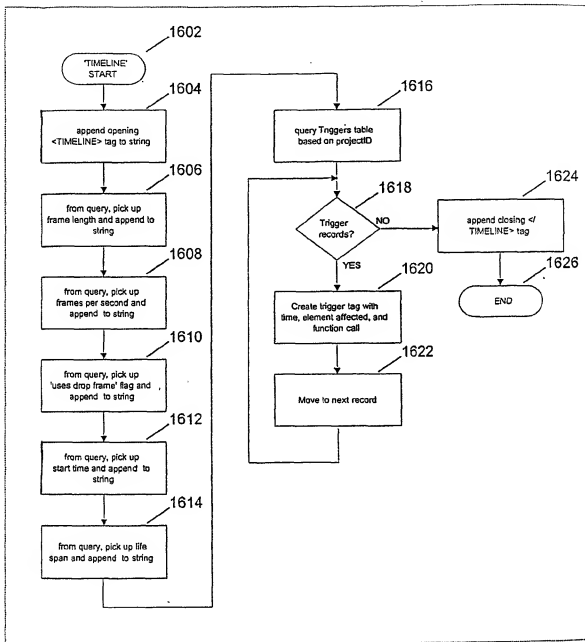 1602
'TIMELINE'
START
1604
append opening
<TIMELINE> tag to string
1606
from query, pick up
frame length and append to
string
1608
from query, pick up
frames per second and
append to string
1610
from query, pick up
'uses drop frame' flag and
append to string
1612
from query, pick up
start time and append to
string
1614
from query, pick up life
span and append to string
1616
query Triggers table
based on projectID
1618
Trigger
records?
NO
YES
1620
Create trigger tag with
time, element affected, and
function call
1622
Move to next record
1624
append closing </
TIMELINE> tag
1626
END